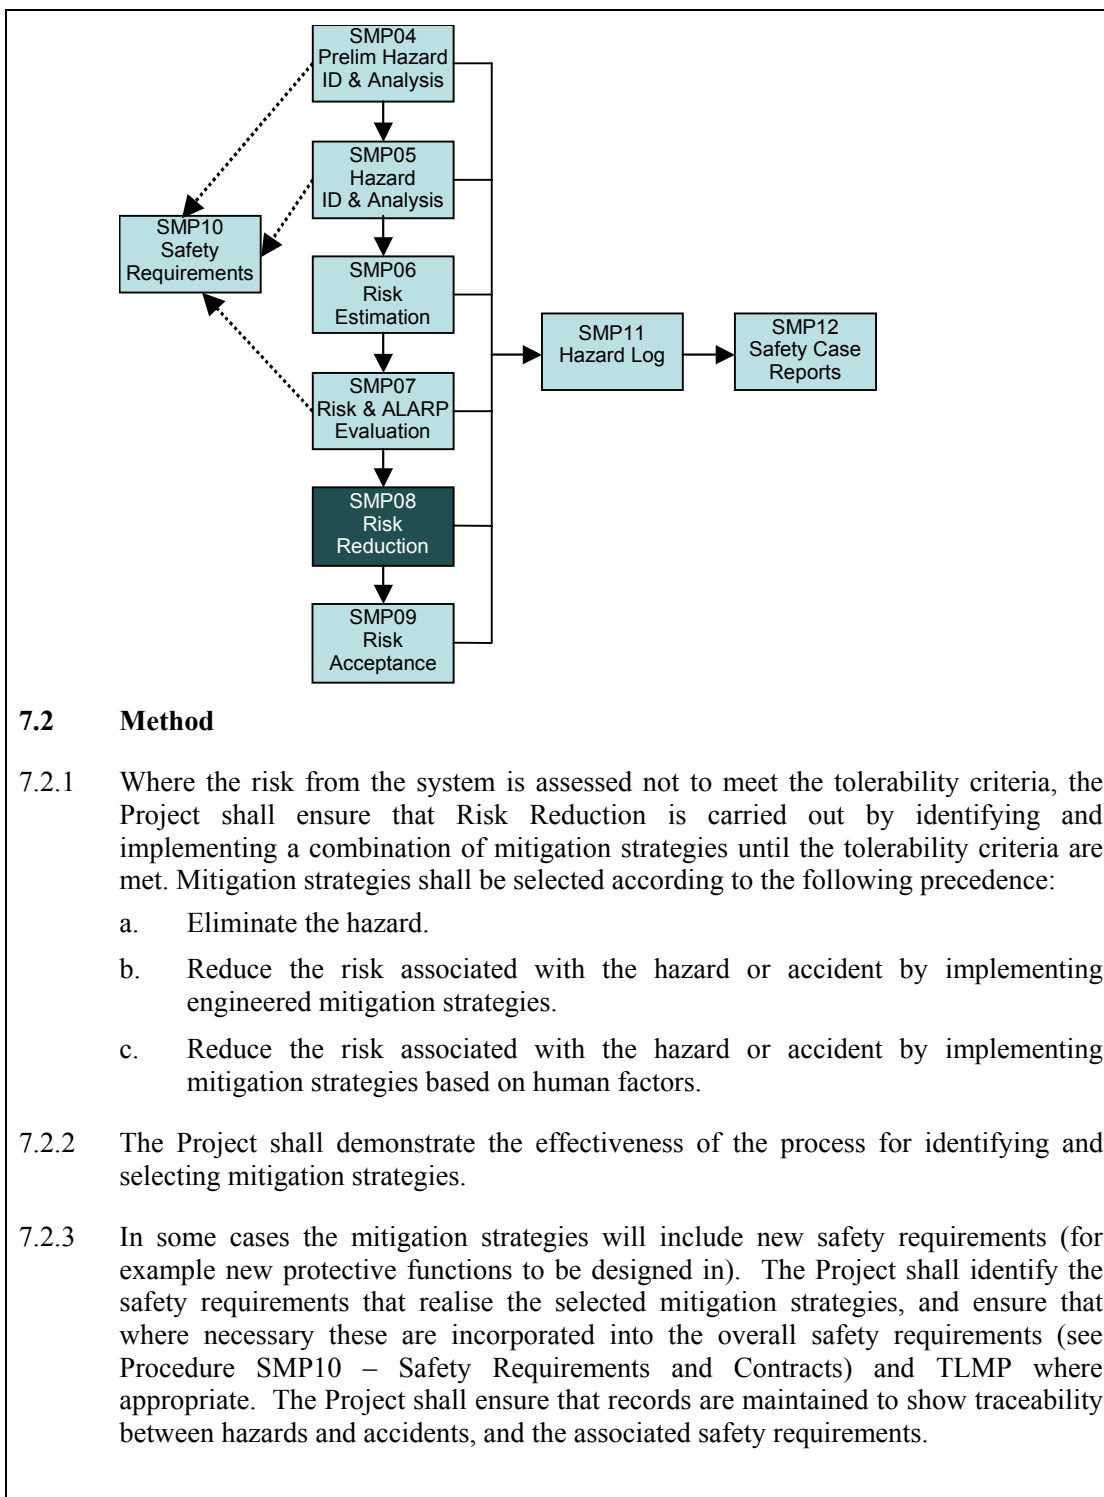 SMP04
Prelim Hazard
ID & Analysis
SMP05
Hazard
ID & Analysis
SMP10
Safety
Requirements
SMP06
Risk
Estimation
SMP11
Hazard Log
SMP12
Safety Case
Reports
SMP07
Risk & ALARP
Evaluation
SMP08
Risk
Reduction
SMP09
Risk
Acceptance
7.2 Method
7.2.1 Where the risk from the system is assessed not to meet the tolerability criteria, the
Project shall ensure that Risk Reduction is carried out by identifying and
implementing a combination of mitigation strategies until the tolerability criteria are
met. Mitigation strategies shall be selected according to the following precedence:
a. Eliminate the hazard.
b. Reduce the risk associated with the hazard or accident by implementing
engineered mitigation strategies.
c. Reduce the risk associated with the hazard or accident by implementing
mitigation strategies based on human factors.
7.2.2 The Project shall demonstrate the effectiveness of the process for identifying and
selecting mitigation strategies.
7.2.3 In some cases the mitigation strategies will include new safety requirements (for
example new protective functions to be designed in). The Project shall identify the
safety requirements that realise the selected mitigation strategies, and ensure that
where necessary these are incorporated into the overall safety requirements (see
Procedure SMP10 – Safety Requirements and Contracts) and TLMP where
appropriate. The Project shall ensure that records are maintained to show traceability
between hazards and accidents, and the associated safety requirements.